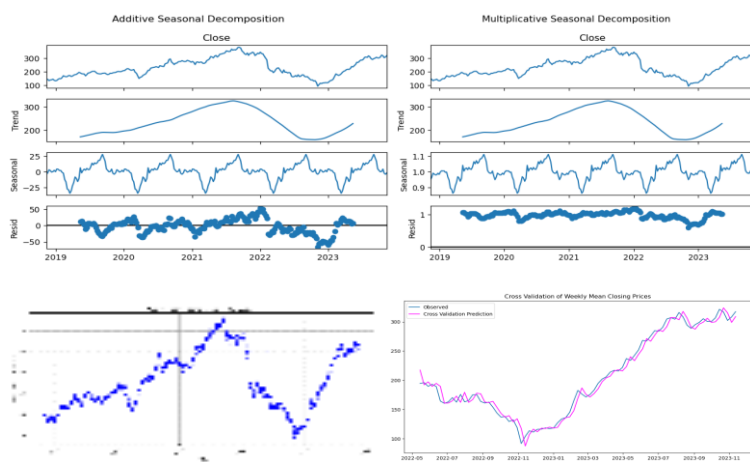 Additive Seasonal Decomposition
Close
300
200
100
Trend
300
200
Seasonal
25
0
−25
Resid
50
0
−50
2019 2020 2021 2022 2023
Multiplicative Seasonal Decomposition
Close
300
200
100
Trend
300
200
Seasonal
1.1
1.0
0.9
Resid
1
0
2019 2020 2021 2022 2023
Cross Validation of Weekly Mean Closing Prices
Observed
Cross Validation Prediction
300
250
200
150
100
2022-05 2022-07 2022-09 2022-11 2023-01 2023-03 2023-05 2023-07 2023-09 2023-11